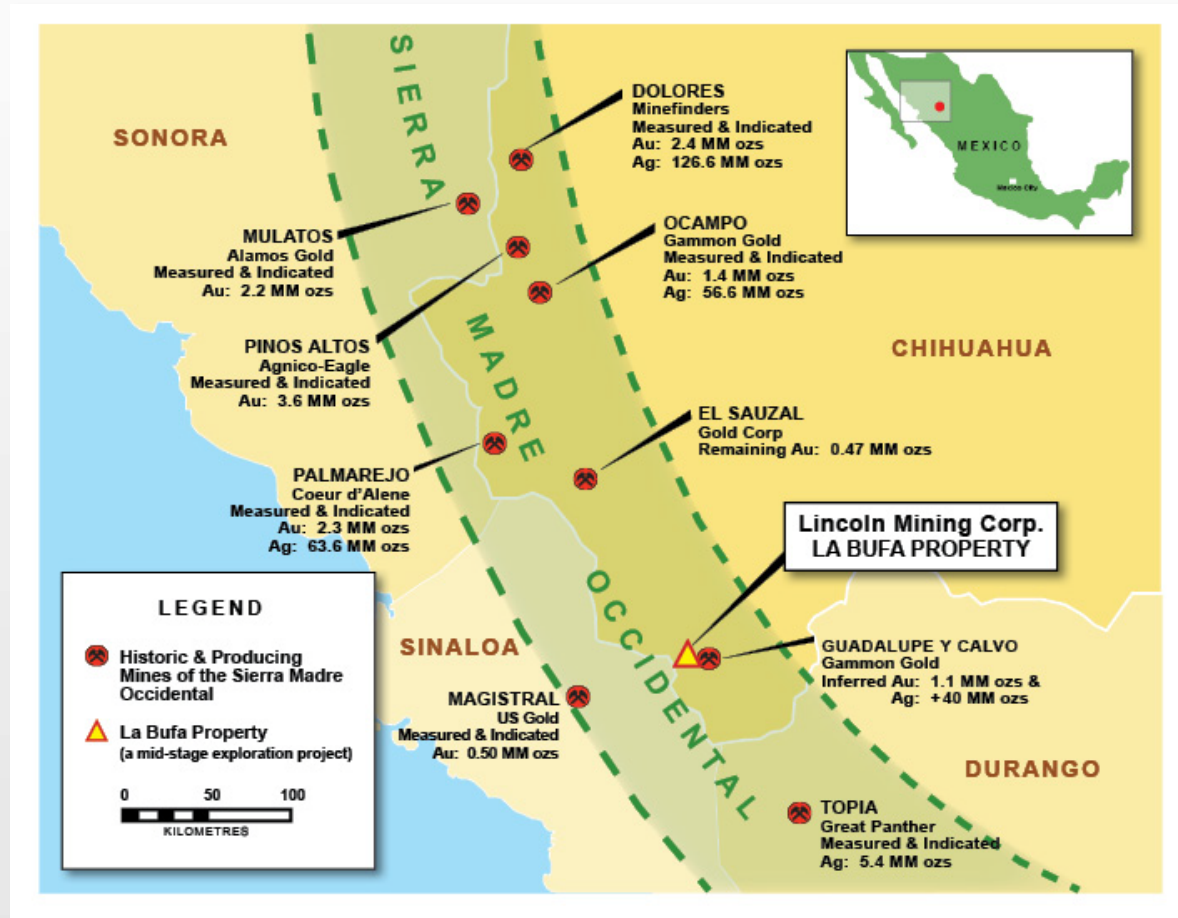 SIERRA
MADRE
OCCIDENTAL
SONORA
DOLORES
Minefinders
Measured & Indicated
Au: 2.4 MM ozs
Ag: 126.6 MM ozs
MEXICO
Mexico City
MULATOS
Alamos Gold
Measured & Indicated
Au: 2.2 MM ozs
OCAMPO
Gammon Gold
Measured & Indicated
Au: 1.4 MM ozs
Ag: 56.6 MM ozs
PINOS ALTOS
Agnico-Eagle
Measured & Indicated
Au: 3.6 MM ozs
CHIHUAHUA
EL SAUZAL
Gold Corp
Remaining Au: 0.47 MM ozs
PALMAREJO
Coeur d'Alene
Measured & Indicated
Au: 2.3 MM ozs
Ag: 63.6 MM ozs
Lincoln Mining Corp.
LA BUFA PROPERTY
LEGEND
Historic & Producing
Mines of the Sierra Madre
Occidental
La Bufa Property
(a mid-stage exploration project)
0 50 100
KILOMETRES
SINALOA
GUADALUPE Y CALVO
Gammon Gold
Inferred Au: 1.1 MM ozs &
Ag: +40 MM ozs
MAGISTRAL
US Gold
Measured & Indicated
Au: 0.50 MM ozs
DURANGO
TOPIA
Great Panther
Measured & Indicated
Ag: 5.4 MM ozs